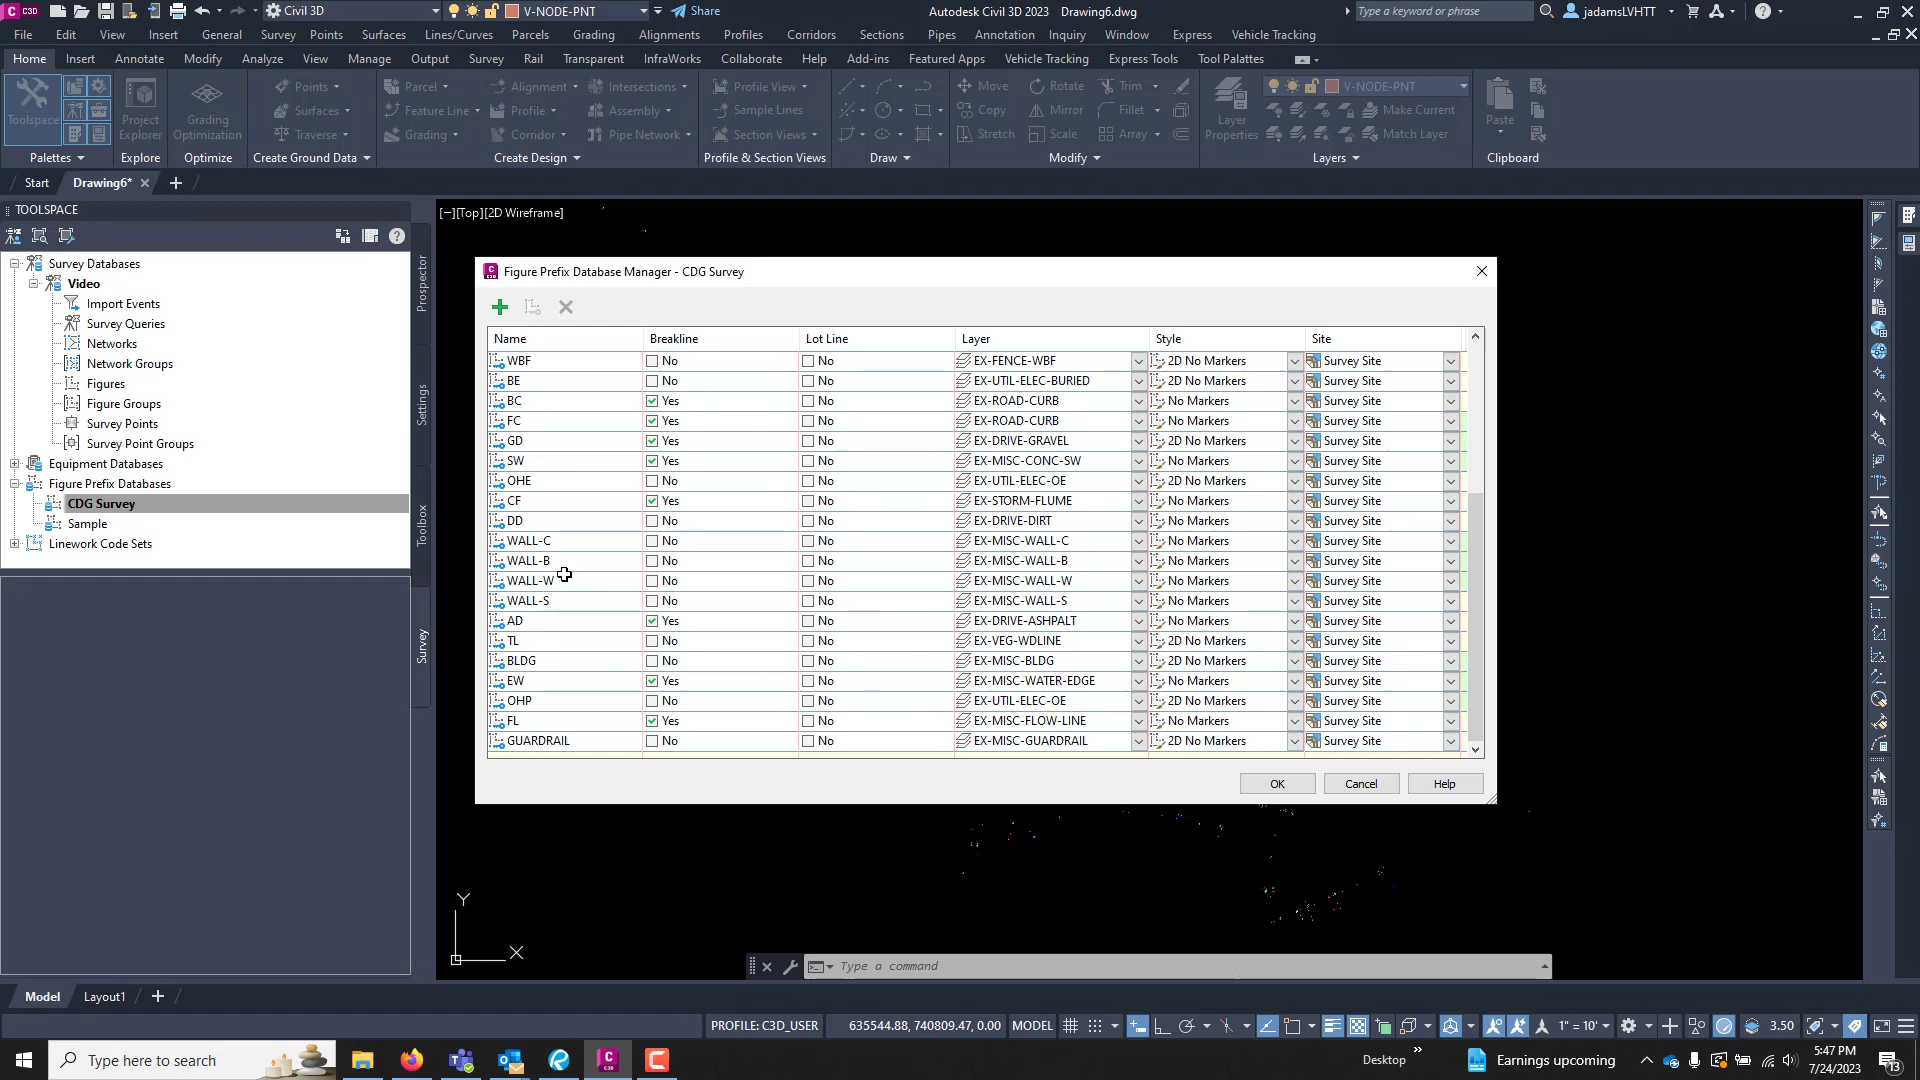 C3D Civil 3D V-NODE-PNT Share Autodesk Civil 3D 2023 Drawing6.dwg Type a keyword or phrase jadamsLVHTT
File Edit View Insert General Survey Points Surfaces Lines/Curves Parcels Grading Alignments Profiles Corridors Sections Pipes Annotation Inquiry Window Express Vehicle Tracking
Home Insert Annotate Modify Analyze View Manage Output Survey Rail Transparent InfraWorks Collaborate Help Add-ins Featured Apps Vehicle Tracking Express Tools Tool Palettes
Points Parcel Alignment Intersections Profile View Move Rotate Trim V-NODE-PNT
Surfaces Feature Line Profile Assembly Sample Lines Copy Mirror Fillet Make Current
Toolspace Project Explorer Grading Optimization Traverse Grading Corridor Pipe Network Section Views Stretch Scale Array Layer Properties Match Layer Paste
Palettes Explore Optimize Create Ground Data Create Design Profile & Section Views Draw Modify Layers Clipboard
Start Drawing6*
TOOLSPACE
[−][Top][2D Wireframe]
Survey Databases
Video
Import Events
Survey Queries
Networks
Network Groups
Figures
Figure Groups
Survey Points
Survey Point Groups
Equipment Databases
Figure Prefix Databases
CDG Survey
Sample
Linework Code Sets
Prospector
Settings
Toolbox
Survey
Figure Prefix Database Manager - CDG Survey
Name Breakline Lot Line Layer Style Site
WBF No No EX-FENCE-WBF 2D No Markers Survey Site
BE No No EX-UTIL-ELEC-BURIED 2D No Markers Survey Site
BC Yes No EX-ROAD-CURB No Markers Survey Site
FC Yes No EX-ROAD-CURB No Markers Survey Site
GD Yes No EX-DRIVE-GRAVEL 2D No Markers Survey Site
SW Yes No EX-MISC-CONC-SW No Markers Survey Site
OHE No No EX-UTIL-ELEC-OE 2D No Markers Survey Site
CF Yes No EX-STORM-FLUME No Markers Survey Site
DD No No EX-DRIVE-DIRT No Markers Survey Site
WALL-C No No EX-MISC-WALL-C No Markers Survey Site
WALL-B No No EX-MISC-WALL-B No Markers Survey Site
WALL-W No No EX-MISC-WALL-W No Markers Survey Site
WALL-S No No EX-MISC-WALL-S No Markers Survey Site
AD Yes No EX-DRIVE-ASHPALT No Markers Survey Site
TL No No EX-VEG-WDLINE 2D No Markers Survey Site
BLDG No No EX-MISC-BLDG 2D No Markers Survey Site
EW Yes No EX-MISC-WATER-EDGE No Markers Survey Site
OHP No No EX-UTIL-ELEC-OE 2D No Markers Survey Site
FL Yes No EX-MISC-FLOW-LINE No Markers Survey Site
GUARDRAIL No No EX-MISC-GUARDRAIL 2D No Markers Survey Site
OK Cancel Help
Y
X
Type a command
Model Layout1
PROFILE: C3D_USER 635544.88, 740809.47, 0.00 MODEL 1" = 10' 3.50
Type here to search Desktop Earnings upcoming 5:47 PM
7/24/2023 13